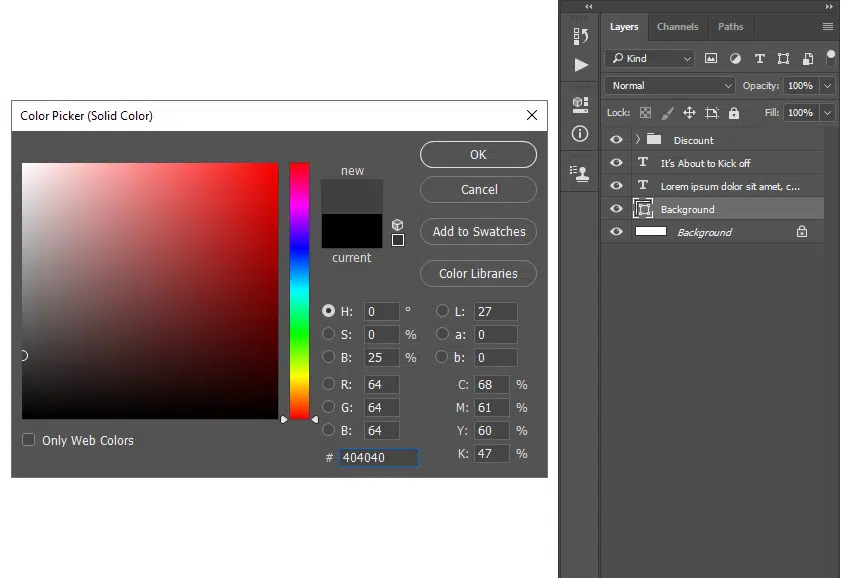 Color Picker (Solid Color)
new
current
OK
Cancel
Add to Swatches
Color Libraries
H: 0 °
S: 0 %
B: 25 %
R: 64
G: 64
B: 64
# 404040
L: 27
a: 0
b: 0
C: 68 %
M: 61 %
Y: 60 %
K: 47 %
Only Web Colors
Layers Channels Paths
Kind
Normal Opacity: 100%
Lock: Fill: 100%
Discount
It's About to Kick off
Lorem ipsum dolor sit amet, c...
Background
Background